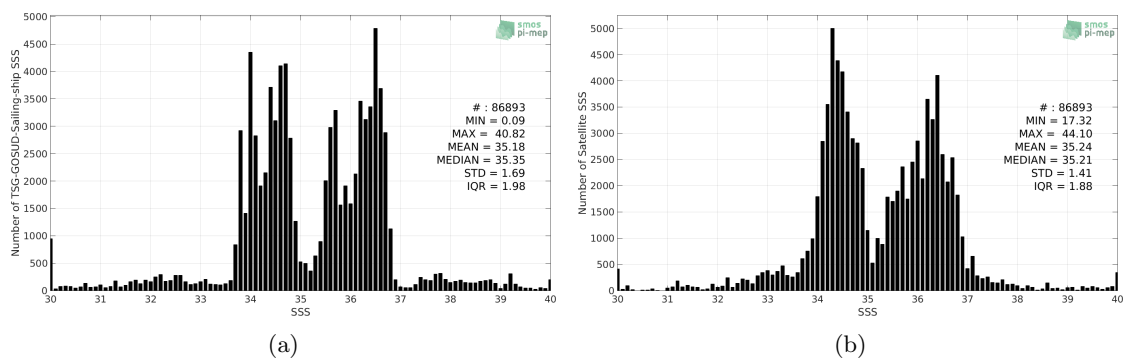 smos
pi-mep
Number of TSG-GOSUD-Sailing-ship SSS
5000
4500
4000
3500
3000
2500
2000
1500
1000
500
0
# : 86893
MIN = 0.09
MAX = 40.82
MEAN = 35.18
MEDIAN = 35.35
STD = 1.69
IQR = 1.98
30 31 32 33 34 35 36 37 38 39 40
SSS
(a)
smos
pi-mep
Number of Satellite SSS
5000
4500
4000
3500
3000
2500
2000
1500
1000
500
0
# : 86893
MIN = 17.32
MAX = 44.10
MEAN = 35.24
MEDIAN = 35.21
STD = 1.41
IQR = 1.88
30 31 32 33 34 35 36 37 38 39 40
SSS
(b)